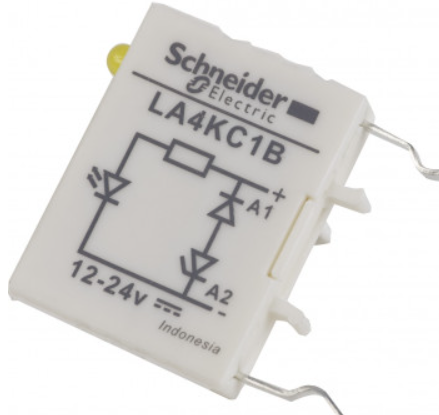 Schneider
Electric
LA4KC1B
+
A1
A2
-
12-24v
Indonesia